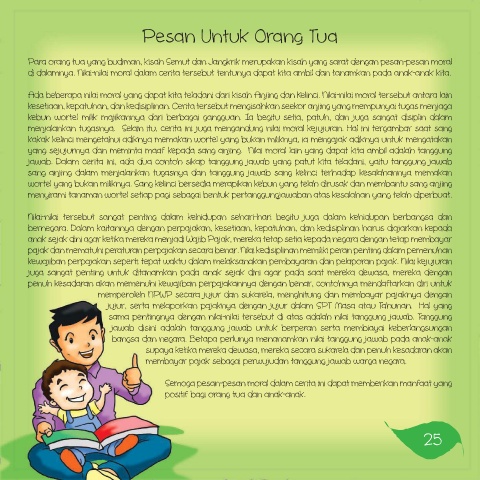 Pesan Untuk Orang Tua
Para orang tua yang budiman, kisah Semut dan Jangkrik merupakan kisah yang sarat dengan pesan-pesan moral
di dalamnya. Nilai-nilai moral dalam cerita tersebut tentunya dapat kita ambil dan tanamkan pada anak-anak kita.
Ada beberapa nilai moral yang dapat kita teladani dari kisah Anjing dan Kelinci. Nilai-nilai moral tersebut antara lain
kesetiaan, kepatuhan, dan kedisiplinan. Cerita tersebut mengisahkan seekor anjing yang mempunyai tugas menjaga
kebun wortel milik majikannya dari berbagai gangguan. Ia begitu setia, patuh, dan juga sangat disiplin dalam
menjalankan tugasnya. Selain itu, cerita ini juga mengandung nilai moral kejujuran. Hal ini tergambar saat sang
kakak kelinci mengetahui adiknya memakan wortel yang bukan miliknya, ia mengajak adiknya untuk mengatakan
yang sejujurnya dan meminta maaf kepada sang anjing. Nilai moral lain yang dapat kita ambil adalah tanggung
jawab. Dalam cerita ini, ada dua contoh sikap tanggung jawab yang patut kita teladani, yaitu tanggung jawab
sang anjing dalam menjalankan tugasnya dan tanggung jawab sang kelinci terhadap kesalahannya memakan
wortel yang bukan miliknya. Sang kelinci bersedia merapikan kebun yang telah dirusak dan membantu sang anjing
menyirami tanaman wortel setiap pagi sebagai bentuk pertanggungjawaban atas kesalahan yang telah diperbuat.
Nilai-nilai tersebut sangat penting dalam kehidupan sehari-hari begitu juga dalam kehidupan berbangsa dan
bernegara. Dalam kaitannya dengan perpajakan, kesetiaan, kepatuhan, dan kedisiplinan harus diajarkan kepada
anak sejak dini agar ketika mereka menjadi Wajib Pajak, mereka tetap setia kepada negara dengan tetap membayar
pajak dan mematuhi peraturan perpajakan secara benar. Nilai kedisiplinan memiliki peran penting dalam pemenuhan
kewajiban perpajakan seperti tepat waktu dalam melaksanakan pembayaran dan pelaporan pajak. Nilai kejujuran
juga sangat penting untuk ditanamkan pada anak sejak dini agar pada saat mereka dewasa, mereka dengan
penuh kesadaran akan memenuhi kewajiban perpajakannya dengan benar, contohnya mendaftarkan diri untuk
memperoleh NPWP secara jujur dan sukarela, menghitung dan membayar pajaknya dengan
jujur, serta melaporkan pajaknya dengan jujur dalam SPT Masa atau Tahunan. Hal yang
sama pentingnya dengan nilai-nilai tersebut di atas adalah nilai tanggung jawab. Tanggung
jawab disini adalah tanggung jawab untuk berperan serta membiayai keberlangsungan
bangsa dan negara. Betapa perlunya menanamkan nilai tanggung jawab pada anak-anak
supaya ketika mereka dewasa, mereka secara sukarela dan penuh kesadaran akan
membayar pajak sebagai perwujudan tanggung jawab warga negara.
Semoga pesan-pesan moral dalam cerita ini dapat memberikan manfaat yang
positif bagi orang tua dan anak-anak.
25